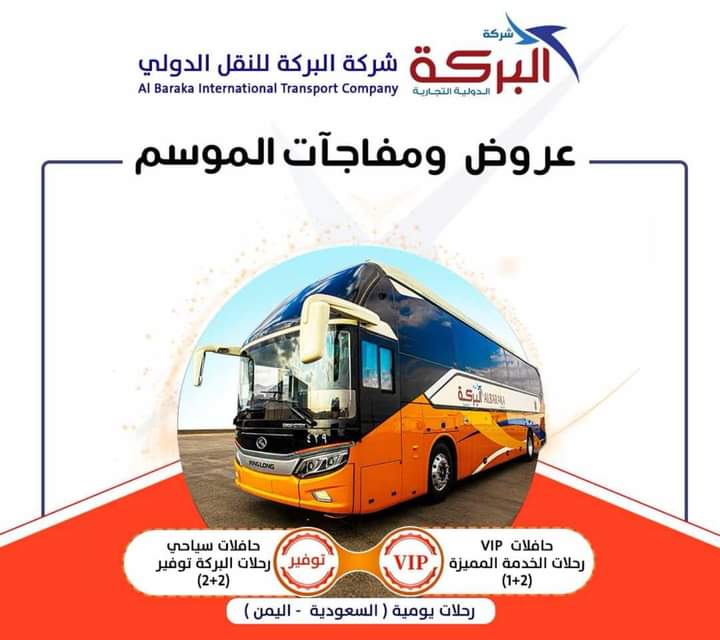 شركة
البركة
الدولية التجارية
شركة البركة للنقل الدولي
Al Baraka International Transport Company
عروض ومفاجآت الموسم
البركة ALBARAKA
٤٢٩
KINGLONG
حافلات VIP
رحلات الخدمة المميزة
(1+2)
VIP
توفير
حافلات سياحي
رحلات البركة توفير
(2+2)
رحلات يومية ( السعودية - اليمن )